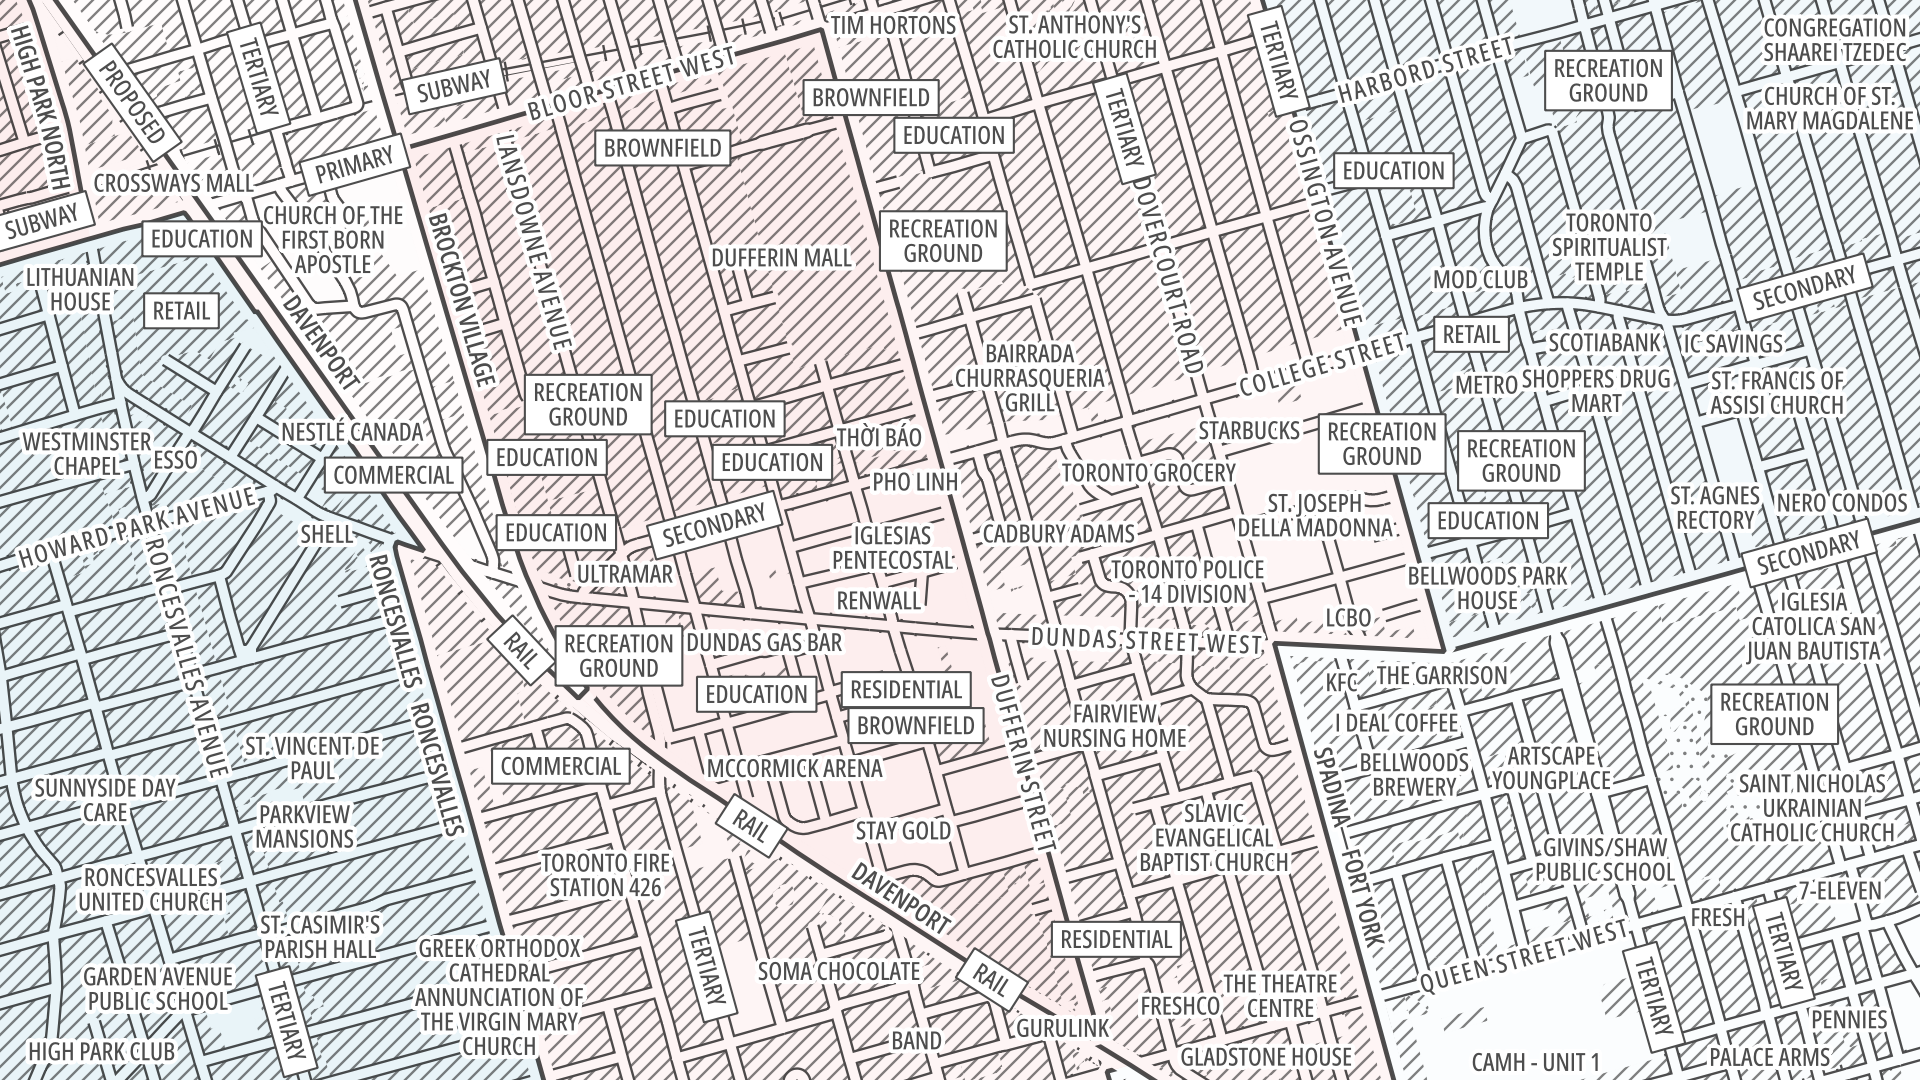 TIM HORTONS
ST. ANTHONY'S
CATHOLIC CHURCH
CONGREGATION
SHAAREI TZEDEC
HIGH PARK NORTH
PROPOSED
TERTIARY
SUBWAY
BLOOR STREET WEST
TERTIARY
HARBORD STREET
RECREATION
GROUND
CHURCH OF ST.
MARY MAGDALENE
BROWNFIELD
EDUCATION
TERTIARY
BROWNFIELD
PRIMARY
EDUCATION
CROSSWAYS MALL
SUBWAY
EDUCATION
CHURCH OF THE
FIRST BORN
APOSTLE
LANSDOWNE AVENUE
BROCKTON VILLAGE
DUFFERIN MALL
RECREATION
GROUND
DOVERCOURT ROAD
OSSINGTON AVENUE
TORONTO
SPIRITUALIST
TEMPLE
MOD CLUB
SECONDARY
LITHUANIAN
HOUSE
RETAIL
DAVENPORT
RETAIL
SCOTIABANK
IC SAVINGS
BAIRRADA
CHURRASQUERIA
GRILL
COLLEGE STREET
METRO
SHOPPERS DRUG
MART
ST. FRANCIS OF
ASSISI CHURCH
RECREATION
GROUND
EDUCATION
NESTLÉ CANADA
THỜI BÁO
STARBUCKS
RECREATION
GROUND
RECREATION
GROUND
WESTMINSTER
CHAPEL
ESSO
COMMERCIAL
EDUCATION
EDUCATION
PHO LINH
TORONTO GROCERY
HOWARD PARK AVENUE
SHELL
EDUCATION
SECONDARY
IGLESIAS
PENTECOSTAL
CADBURY ADAMS
ST. JOSEPH
DELLA MADONNA
EDUCATION
ST. AGNES
RECTORY
NERO CONDOS
SECONDARY
RONCESVALLES AVENUE
RONCESVALLES
RONCESVALLES
ULTRAMAR
RENWALL
TORONTO POLICE
- 14 DIVISION
BELLWOODS PARK
HOUSE
LCBO
IGLESIA
CATOLICA SAN
JUAN BAUTISTA
RAIL
RECREATION
GROUND
DUNDAS GAS BAR
DUNDAS STREET WEST
EDUCATION
RESIDENTIAL
BROWNFIELD
KFC
THE GARRISON
RECREATION
GROUND
I DEAL COFFEE
FAIRVIEW
NURSING HOME
DUFFERIN STREET
ST. VINCENT DE
PAUL
COMMERCIAL
MCCORMICK ARENA
BELLWOODS
BREWERY
ARTSCAPE
YOUNGPLACE
SPADINA FORT YORK
SUNNYSIDE DAY
CARE
PARKVIEW
MANSIONS
RAIL
STAY GOLD
SLAVIC
EVANGELICAL
BAPTIST CHURCH
SAINT NICHOLAS
UKRAINIAN
CATHOLIC CHURCH
GIVINS/SHAW
PUBLIC SCHOOL
RONCESVALLES
UNITED CHURCH
TORONTO FIRE
STATION 426
DAVENPORT
7-ELEVEN
FRESH
ST. CASIMIR'S
PARISH HALL
TERTIARY
RESIDENTIAL
QUEEN STREET WEST
TERTIARY
TERTIARY
GREEK ORTHODOX
CATHEDRAL
ANNUNCIATION OF
THE VIRGIN MARY
CHURCH
GARDEN AVENUE
PUBLIC SCHOOL
TERTIARY
SOMA CHOCOLATE
RAIL
THE THEATRE
CENTRE
FRESHCO
BAND
GURULINK
PENNIES
HIGH PARK CLUB
GLADSTONE HOUSE
CAMH - UNIT 1
PALACE ARMS